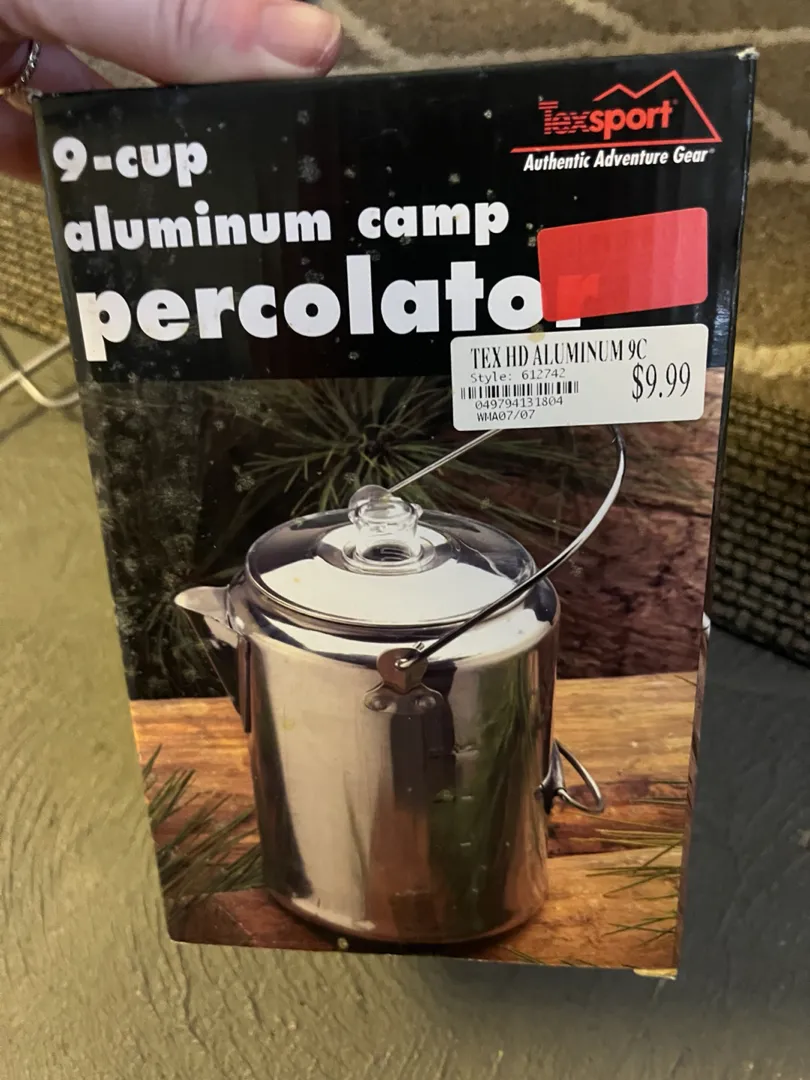 Texsport®
Authentic Adventure Gear®
9-cup
aluminum camp
percolator
TEX HD ALUMINUM 9C
Style: 612742
$9.99
049794131804
WMA07/07